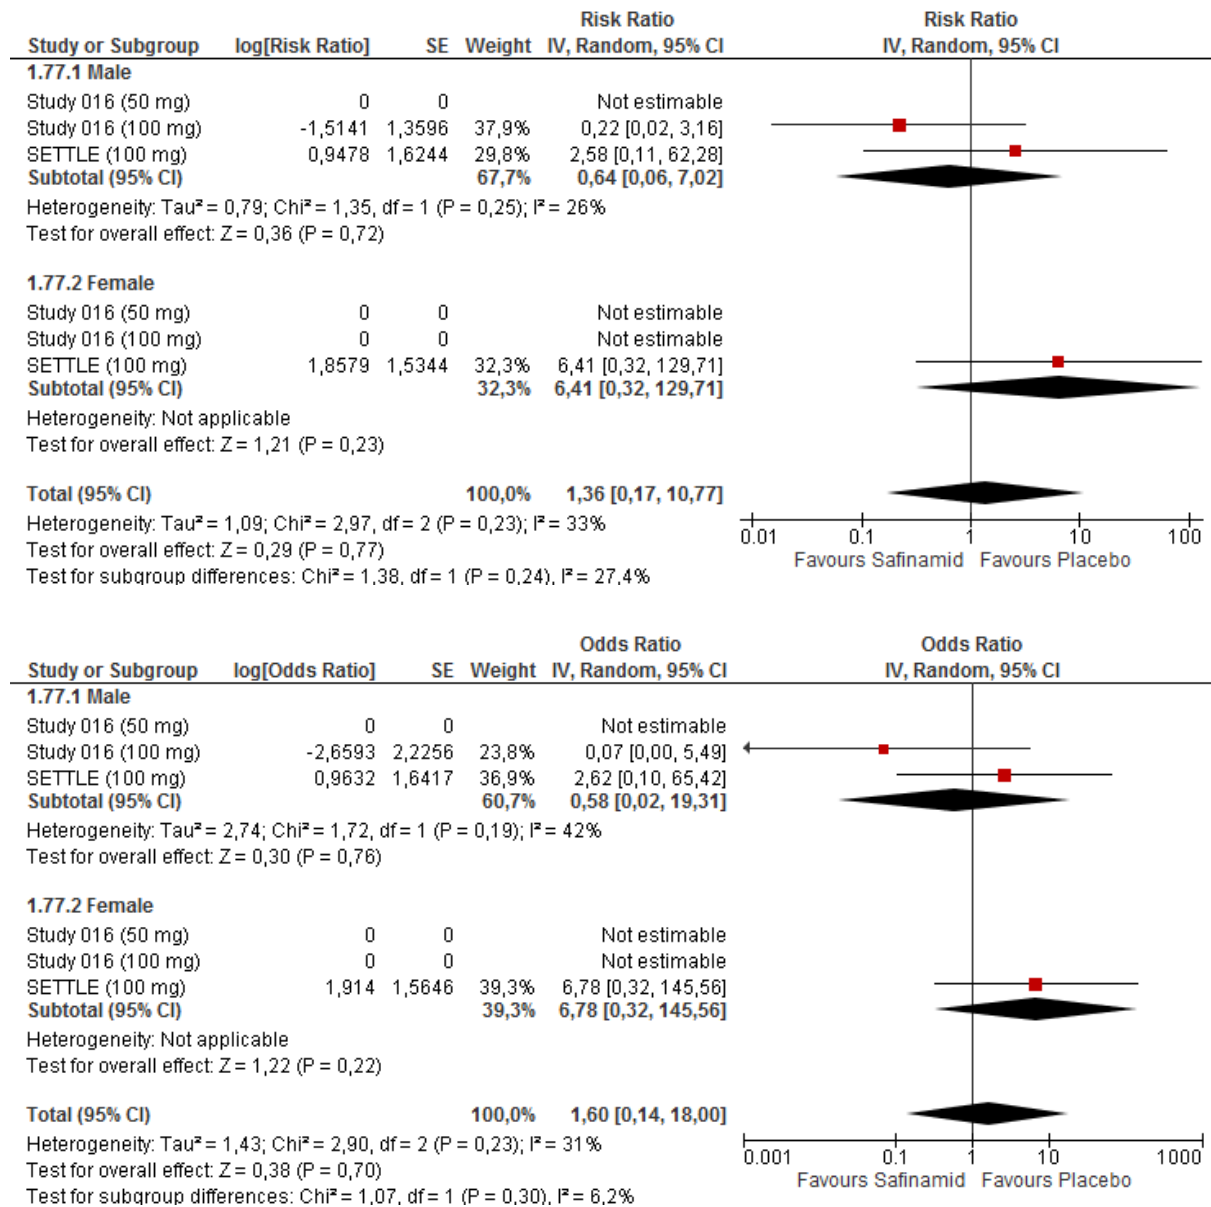 Risk Ratio Risk Ratio
Study or Subgroup log[Risk Ratio] SE Weight IV, Random, 95% CI IV, Random, 95% CI
1.77.1 Male
Study 016 (50 mg) 0 0 Not estimable
Study 016 (100 mg) -1,5141 1,3596 37,9% 0,22 [0,02, 3,16]
SETTLE (100 mg) 0,9478 1,6244 29,8% 2,58 [0,11, 62,28]
Subtotal (95% CI) 67,7% 0,64 [0,06, 7,02]
Heterogeneity: Tau² = 0,79; Chi² = 1,35, df = 1 (P = 0,25); I² = 26%
Test for overall effect: Z = 0,36 (P = 0,72)
1.77.2 Female
Study 016 (50 mg) 0 0 Not estimable
Study 016 (100 mg) 0 0 Not estimable
SETTLE (100 mg) 1,8579 1,5344 32,3% 6,41 [0,32, 129,71]
Subtotal (95% CI) 32,3% 6,41 [0,32, 129,71]
Heterogeneity: Not applicable
Test for overall effect: Z = 1,21 (P = 0,23)
Total (95% CI) 100,0% 1,36 [0,17, 10,77]
Heterogeneity: Tau² = 1,09; Chi² = 2,97, df = 2 (P = 0,23); I² = 33%
Test for overall effect: Z = 0,29 (P = 0,77)
Test for subgroup differences: Chi² = 1,38, df = 1 (P = 0,24), I² = 27,4%
0.01 0.1 1 10 100
Favours Safinamid Favours Placebo
Odds Ratio Odds Ratio
Study or Subgroup log[Odds Ratio] SE Weight IV, Random, 95% CI IV, Random, 95% CI
1.77.1 Male
Study 016 (50 mg) 0 0 Not estimable
Study 016 (100 mg) -2,6593 2,2256 23,8% 0,07 [0,00, 5,49]
SETTLE (100 mg) 0,9632 1,6417 36,9% 2,62 [0,10, 65,42]
Subtotal (95% CI) 60,7% 0,58 [0,02, 19,31]
Heterogeneity: Tau² = 2,74; Chi² = 1,72, df = 1 (P = 0,19); I² = 42%
Test for overall effect: Z = 0,30 (P = 0,76)
1.77.2 Female
Study 016 (50 mg) 0 0 Not estimable
Study 016 (100 mg) 0 0 Not estimable
SETTLE (100 mg) 1,914 1,5646 39,3% 6,78 [0,32, 145,56]
Subtotal (95% CI) 39,3% 6,78 [0,32, 145,56]
Heterogeneity: Not applicable
Test for overall effect: Z = 1,22 (P = 0,22)
Total (95% CI) 100,0% 1,60 [0,14, 18,00]
Heterogeneity: Tau² = 1,43; Chi² = 2,90, df = 2 (P = 0,23); I² = 31%
Test for overall effect: Z = 0,38 (P = 0,70)
Test for subgroup differences: Chi² = 1,07, df = 1 (P = 0,30), I² = 6,2%
0.001 0.1 1 10 1000
Favours Safinamid Favours Placebo